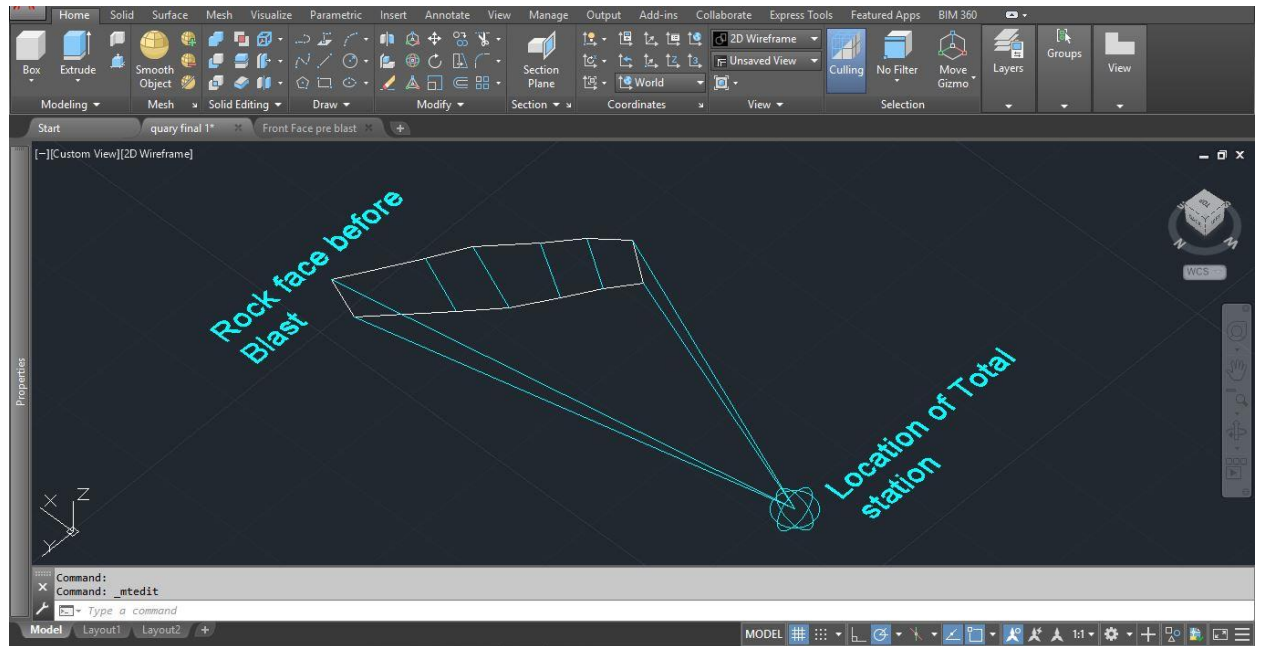 Home Solid Surface Mesh Visualize Parametric Insert Annotate View Manage Output Add-ins Collaborate Express Tools Featured Apps BIM 360
Box Extrude Smooth Object Section Plane 2D Wireframe Unsaved View World Culling No Filter Move Gizmo Layers Groups View
Modeling Mesh Solid Editing Draw Modify Section Coordinates View Selection
Start quary final 1* Front Face pre blast
[−][Custom View][2D Wireframe]
Rock face before
Blast
Location of Total
station
WCS
Properties
X Z
Y
Command:
Command: _mtedit
Type a command
Model Layout1 Layout2 MODEL 1:1